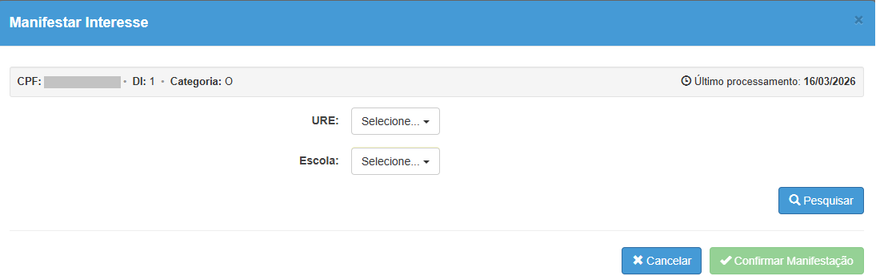 Manifestar Interesse ×
CPF: • DI: 1 • Categoria: O Último processamento: 16/03/2026
URE: Selecione...
Escola: Selecione...
Pesquisar
Cancelar Confirmar Manifestação